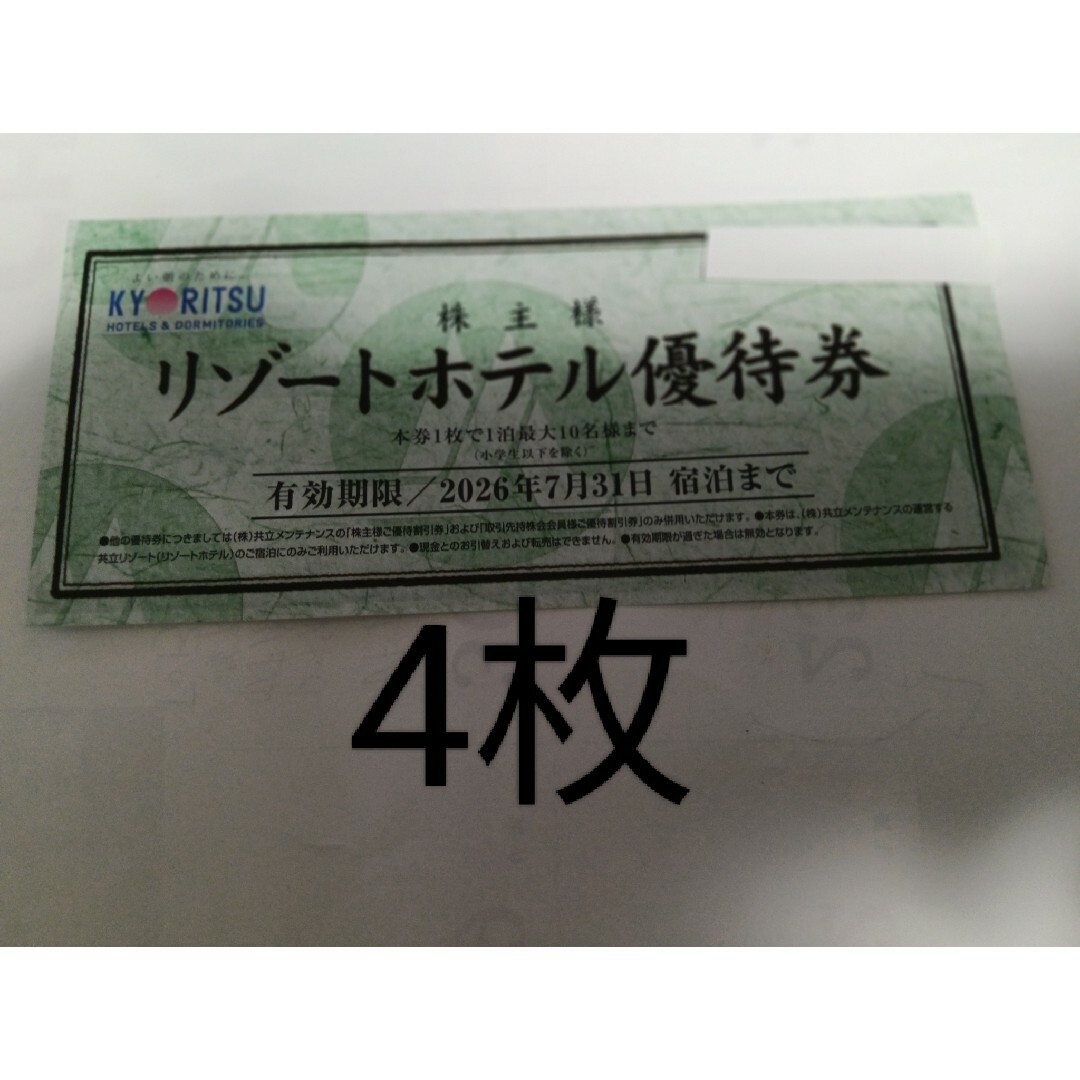 よい朝のために
KYORITSU
HOTELS & DORMITORIES
株主様
リゾートホテル優待券
本券1枚で1泊最大10名様まで
(小学生以下を除く)
有効期限／2026年7月31日 宿泊まで
●他の優待券につきましては(株)共立メンテナンスの「株主様ご優待割引券」および「取引先持株会会員様ご優待割引券」のみ併用いただけます。●本券は、(株)共立メンテナンスの運営する
共立リゾート(リゾートホテル)のご宿泊にのみご利用いただけます。●現金とのお引替えおよび転売はできません。●有効期限が過ぎた場合は無効となります。
4枚